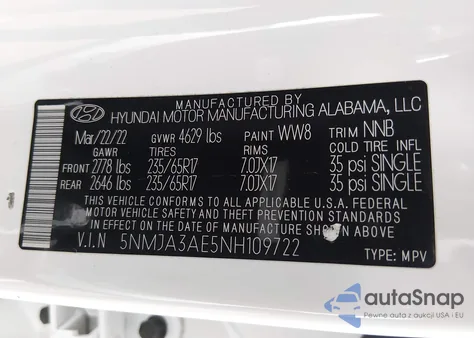 MANUFACTURED BY
HYUNDAI MOTOR MANUFACTURING ALABAMA, LLC
Mar/22/22 GVWR 4629 lbs PAINT WW8 TRIM NNB
GAWR TIRES RIMS COLD TIRE INFL
FRONT 2778 lbs 235/65R17 7.0JX17 35 psi SINGLE
REAR 2646 lbs 235/65R17 7.0JX17 35 psi SINGLE
THIS VEHICLE CONFORMS TO ALL APPLICABLE U.S.A. FEDERAL
MOTOR VEHICLE SAFETY AND THEFT PREVENTION STANDARDS
IN EFFECT ON THE DATE OF MANUFACTURE SHOWN ABOVE
V.I.N 5NMJA3AE5NH109722
TYPE: MPV
autoSnap
Pewne auta z aukcji USA i EU